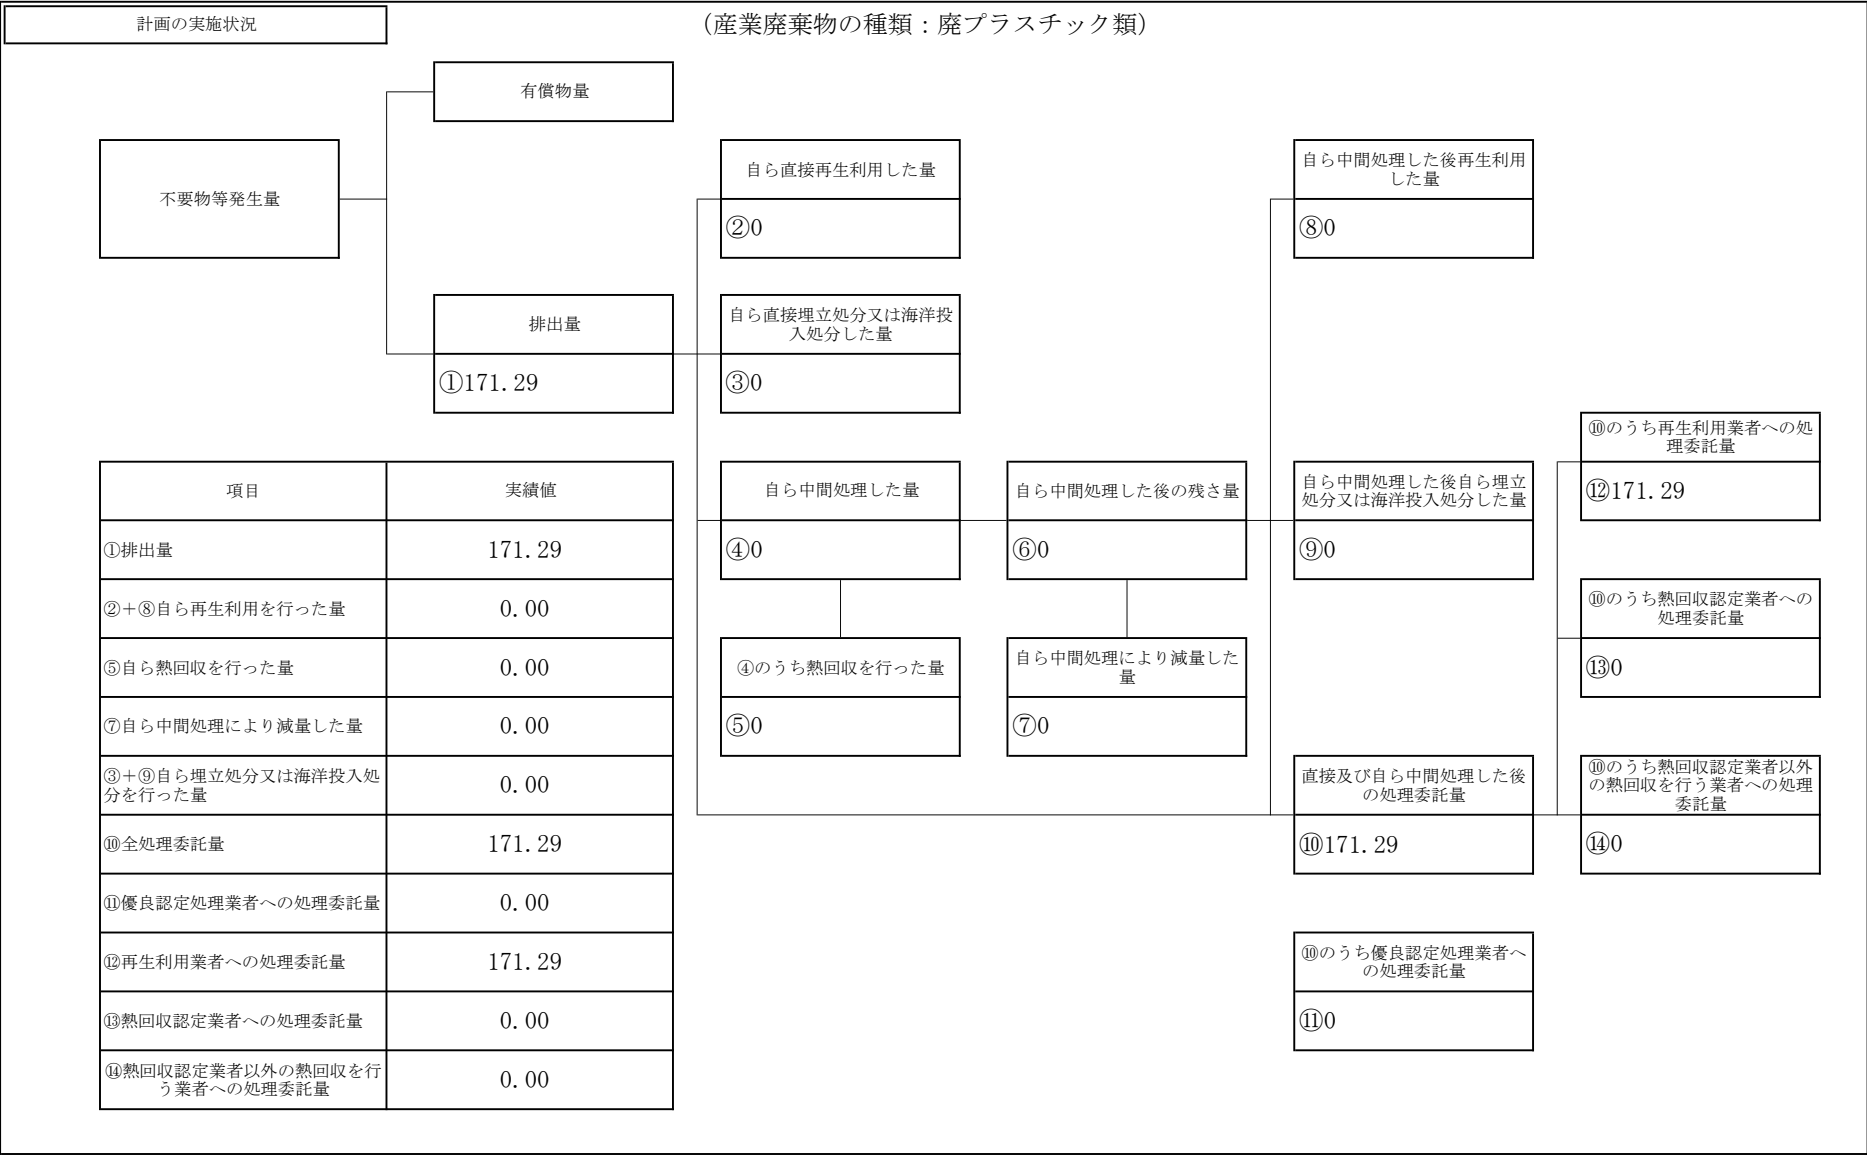 計画の実施状況
（産業廃棄物の種類：廃プラスチック類）
有償物量
不要物等発生量
排出量
①171.29
自ら直接再生利用した量
②0
自ら直接埋立処分又は海洋投
入処分した量
③0
自ら中間処理した量
④0
④のうち熱回収を行った量
⑤0
自ら中間処理した後の残さ量
⑥0
自ら中間処理により減量した
量
⑦0
自ら中間処理した後再生利用
した量
⑧0
自ら中間処理した後自ら埋立
処分又は海洋投入処分した量
⑨0
直接及び自ら中間処理した後
の処理委託量
⑩171.29
⑩のうち優良認定処理業者へ
の処理委託量
⑪0
⑩のうち再生利用業者への処
理委託量
⑫171.29
⑩のうち熱回収認定業者への
処理委託量
⑬0
⑩のうち熱回収認定業者以外
の熱回収を行う業者への処理
委託量
⑭0
項目 実績値
①排出量 171.29
②＋⑧自ら再生利用を行った量 0.00
⑤自ら熱回収を行った量 0.00
⑦自ら中間処理により減量した量 0.00
③＋⑨自ら埋立処分又は海洋投入処
分を行った量 0.00
⑩全処理委託量 171.29
⑪優良認定処理業者への処理委託量 0.00
⑫再生利用業者への処理委託量 171.29
⑬熱回収認定業者への処理委託量 0.00
⑭熱回収認定業者以外の熱回収を行
う業者への処理委託量 0.00